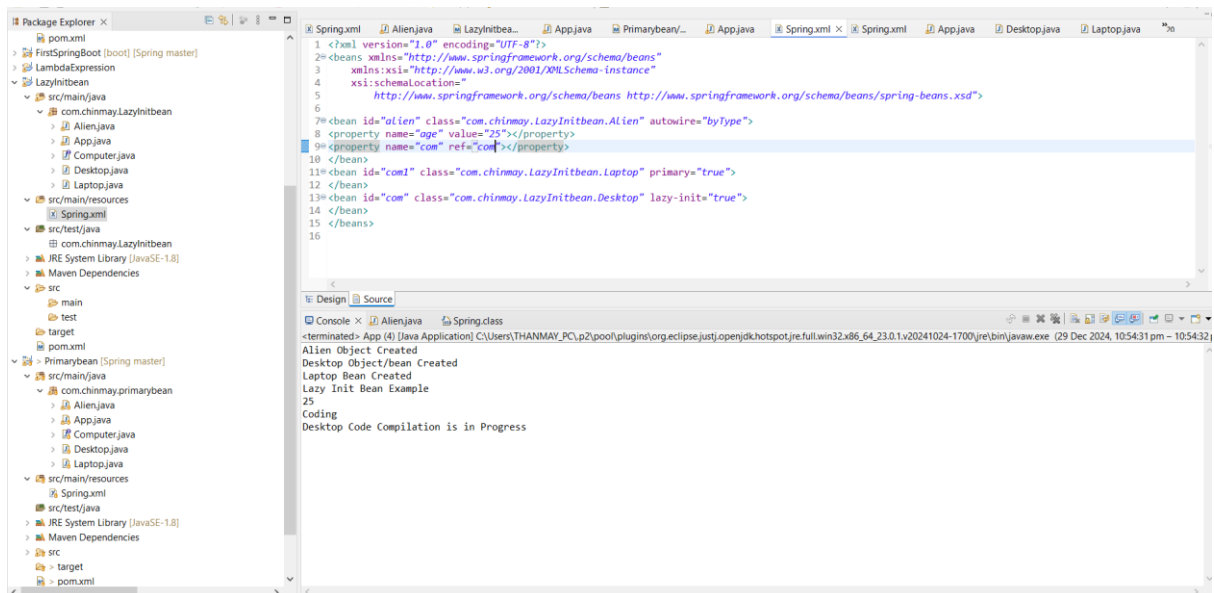 Package Explorer ×
pom.xml
FirstSpringBoot [boot] [Spring master]
LambdaExpression
LazyInitbean
src/main/java
com.chinmay.LazyInitbean
Alien.java
App.java
Computer.java
Desktop.java
Laptop.java
src/main/resources
Spring.xml
src/test/java
com.chinmay.LazyInitbean
JRE System Library [JavaSE-1.8]
Maven Dependencies
src
main
test
target
pom.xml
> Primarybean [Spring master]
src/main/java
com.chinmay.primarybean
Alien.java
App.java
Computer.java
Desktop.java
Laptop.java
src/main/resources
Spring.xml
src/test/java
JRE System Library [JavaSE-1.8]
Maven Dependencies
src
> target
> pom.xml
Spring.xml Alien.java LazyInitbea... App.java Primarybean/... App.java Spring.xml × Spring.xml App.java Desktop.java Laptop.java »20
1 <?xml version="1.0" encoding="UTF-8"?>
2 <beans xmlns="http://www.springframework.org/schema/beans"
3 xmlns:xsi="http://www.w3.org/2001/XMLSchema-instance"
4 xsi:schemaLocation="
5 http://www.springframework.org/schema/beans http://www.springframework.org/schema/beans/spring-beans.xsd">
6
7 <bean id="alien" class="com.chinmay.LazyInitbean.Alien" autowire="byType">
8 <property name="age" value="25"></property>
9 <property name="com" ref="com"></property>
10 </bean>
11 <bean id="com1" class="com.chinmay.LazyInitbean.Laptop" primary="true">
12 </bean>
13 <bean id="com" class="com.chinmay.LazyInitbean.Desktop" lazy-init="true">
14 </bean>
15 </beans>
16
Design Source
Console × Alien.java Spring.class
<terminated> App (4) [Java Application] C:\Users\THANMAY_PC\.p2\pool\plugins\org.eclipse.justj.openjdk.hotspot.jre.full.win32.x86_64_23.0.1.v20241024-1700\jre\bin\javaw.exe (29 Dec 2024, 10:54:31 pm – 10:54:32
Alien Object Created
Desktop Object/bean Created
Laptop Bean Created
Lazy Init Bean Example
25
Coding
Desktop Code Compilation is in Progress